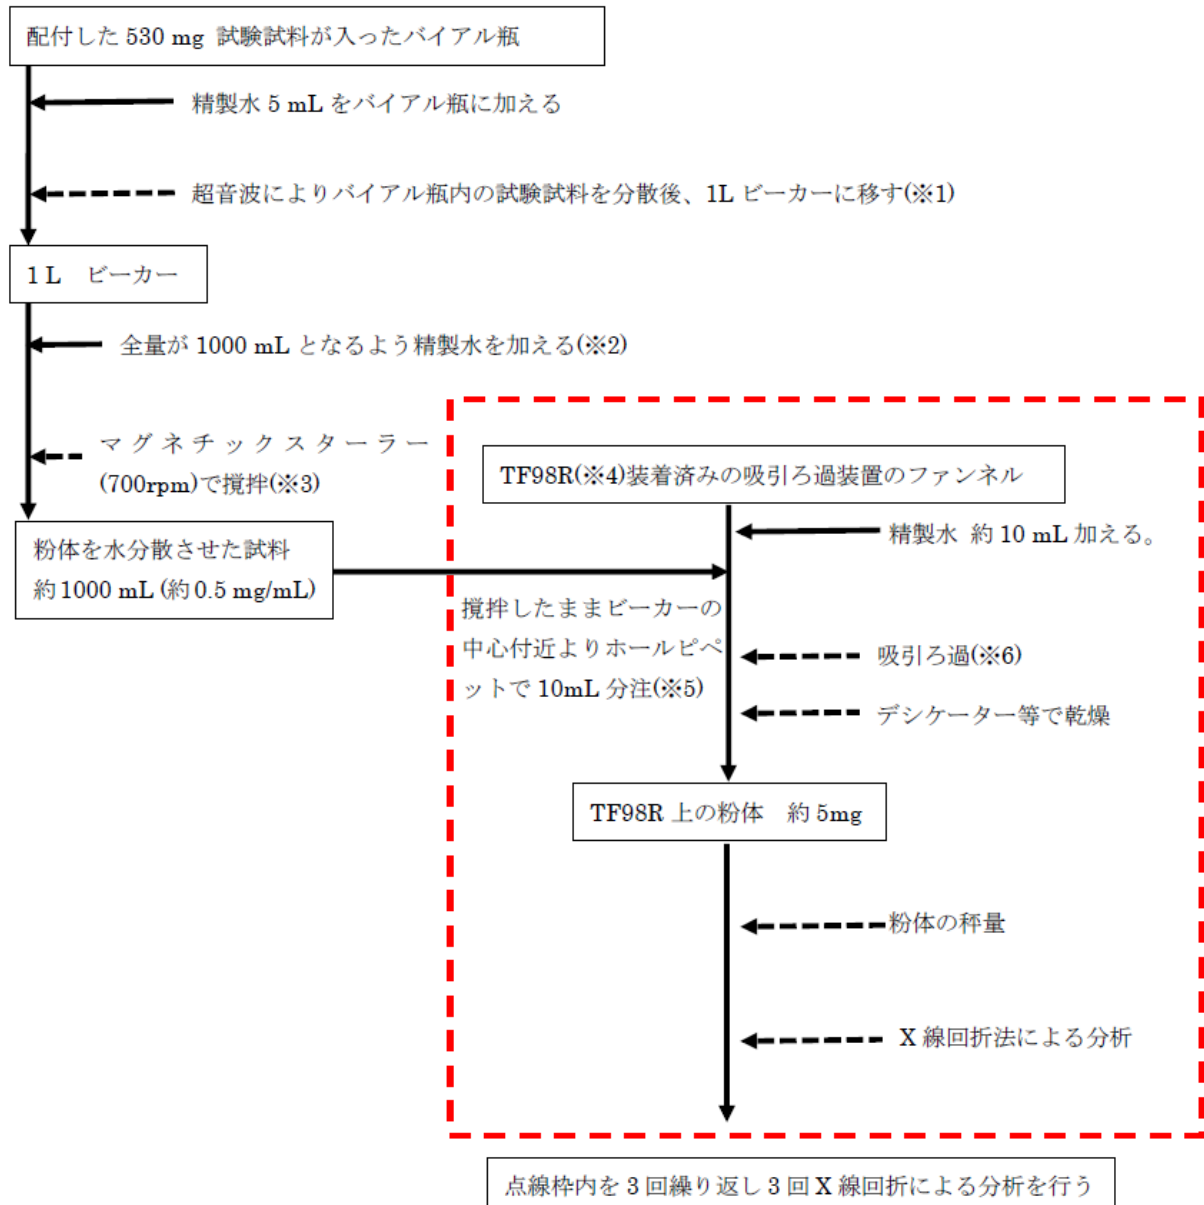 配付した 530 mg 試験試料が入ったバイアル瓶
精製水 5 mL をバイアル瓶に加える
超音波によりバイアル瓶内の試験試料を分散後、1L ビーカーに移す(※1)
1 L　ビーカー
全量が 1000 mL となるよう精製水を加える(※2)
マグネチックスターラー
(700rpm)で撹拌(※3)
粉体を水分散させた試料
約 1000 mL (約 0.5 mg/mL)
TF98R(※4)装着済みの吸引ろ過装置のファンネル
精製水 約 10 mL 加える。
撹拌したままビーカーの
中心付近よりホールピペ
ットで 10mL 分注(※5)
吸引ろ過(※6)
デシケーター等で乾燥
TF98R 上の粉体　約 5mg
粉体の秤量
X 線回折法による分析
点線枠内を 3 回繰り返し 3 回 X 線回折による分析を行う